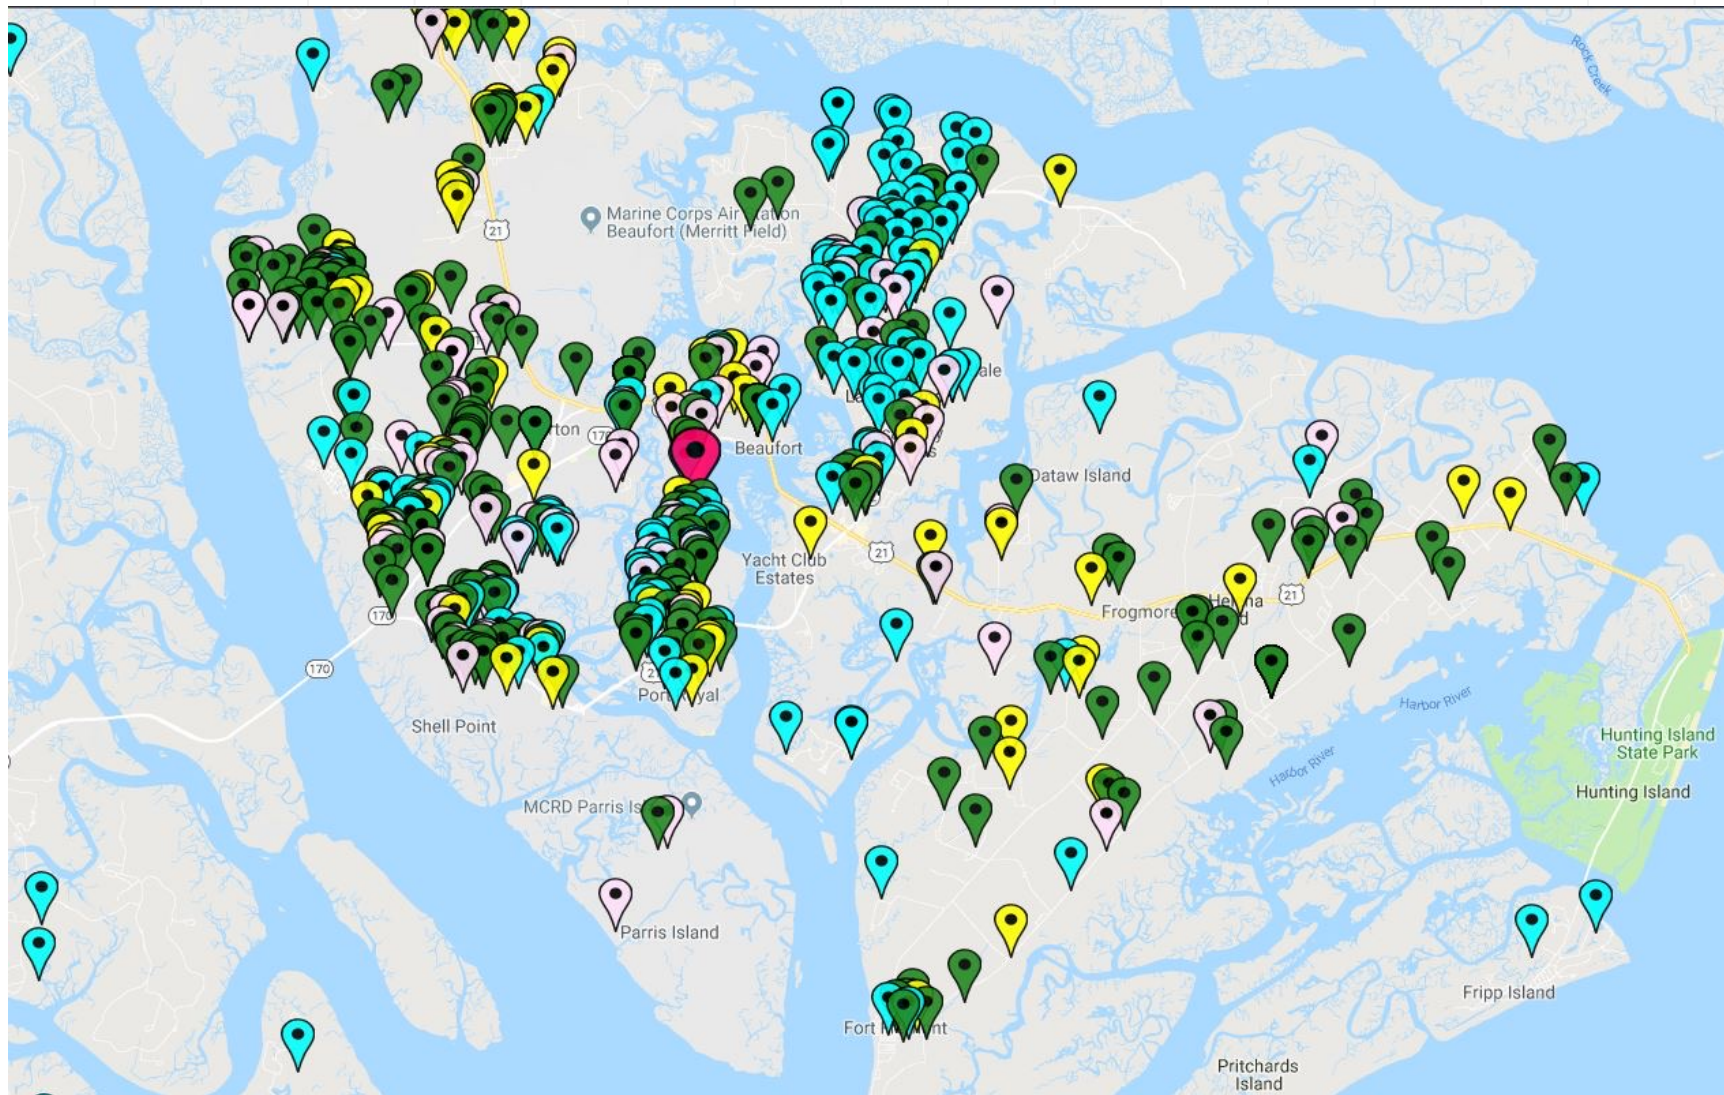 Rock Creek
Marine Corps Air
Beaufort (Merritt Field)
21
170
Beaufort
Dataw Island
21
Yacht Club
Estates
Frogmore
21
170
170
Shell Point
Harbor River
Harbor River
Hunting Island
State Park
Hunting Island
MCRD Parris
Parris Island
Fort
Fripp Island
Pritchards
Island